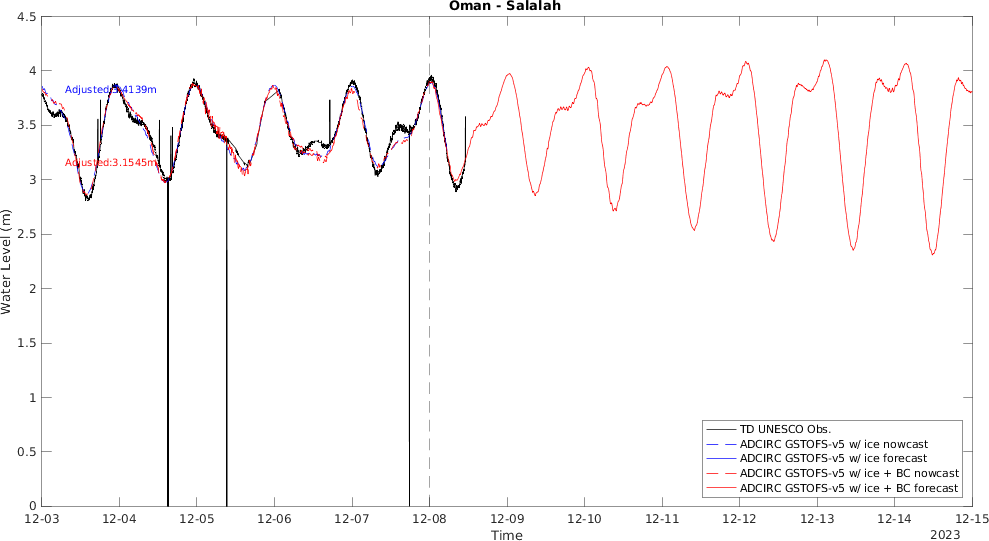 Oman - Salalah
4.5
4
3.5
3
2.5
2
1.5
1
0.5
0
Water Level (m)
Adjusted:3.4139m
Adjusted:3.1545m
TD UNESCO Obs.
ADCIRC GSTOFS-v5 w/ ice nowcast
ADCIRC GSTOFS-v5 w/ ice forecast
ADCIRC GSTOFS-v5 w/ ice + BC nowcast
ADCIRC GSTOFS-v5 w/ ice + BC forecast
12-03 12-04 12-05 12-06 12-07 12-08 12-09 12-10 12-11 12-12 12-13 12-14 12-15
Time
2023